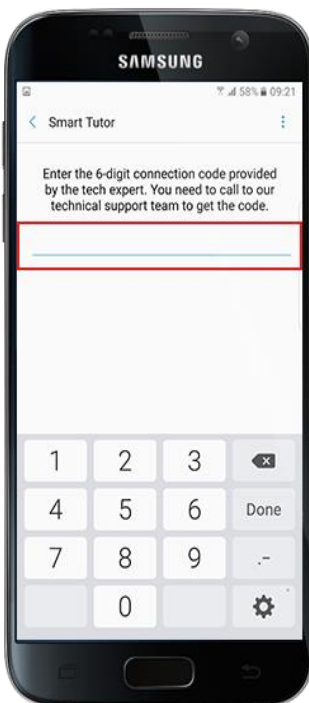 SAMSUNG
58% 09:21
< Smart Tutor
Enter the 6-digit connection code provided
by the tech expert. You need to call to our
technical support team to get the code.
1 2 3
4 5 6 Done
7 8 9 .-
0